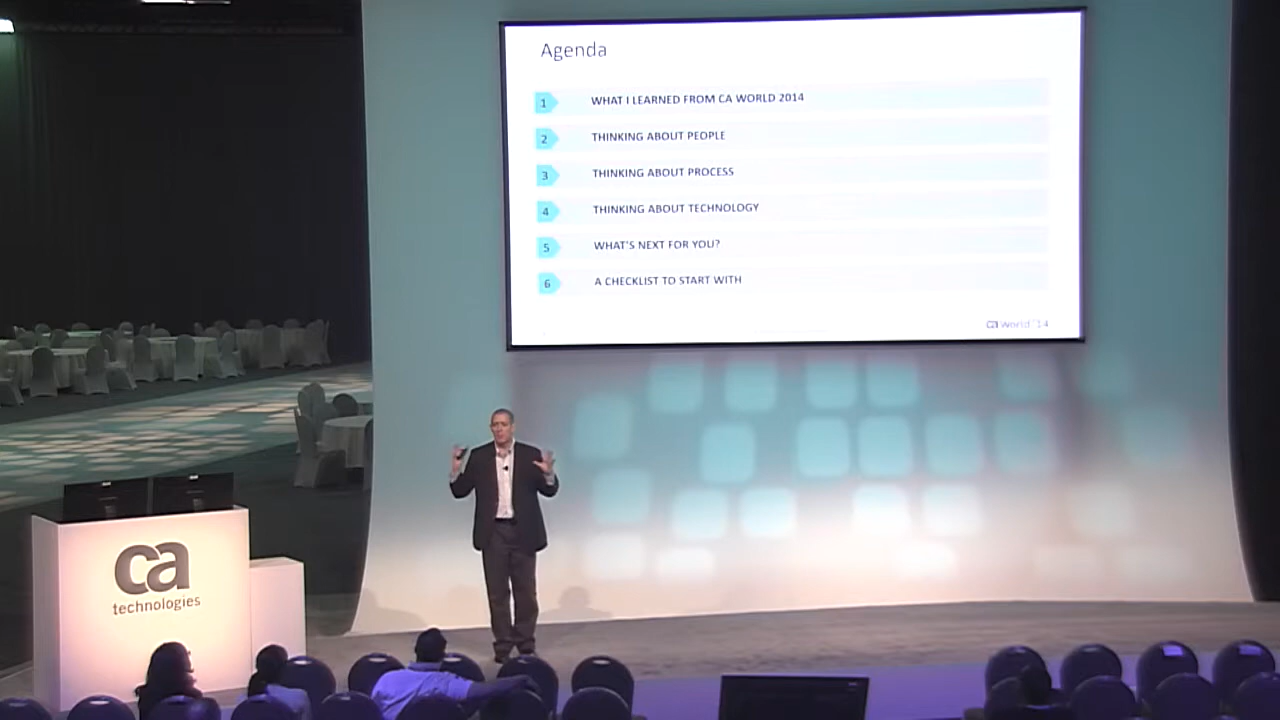 Agenda
1 WHAT I LEARNED FROM CA WORLD 2014
2 THINKING ABOUT PEOPLE
3 THINKING ABOUT PROCESS
4 THINKING ABOUT TECHNOLOGY
5 WHAT'S NEXT FOR YOU?
6 A CHECKLIST TO START WITH
ca World '14
ca
technologies